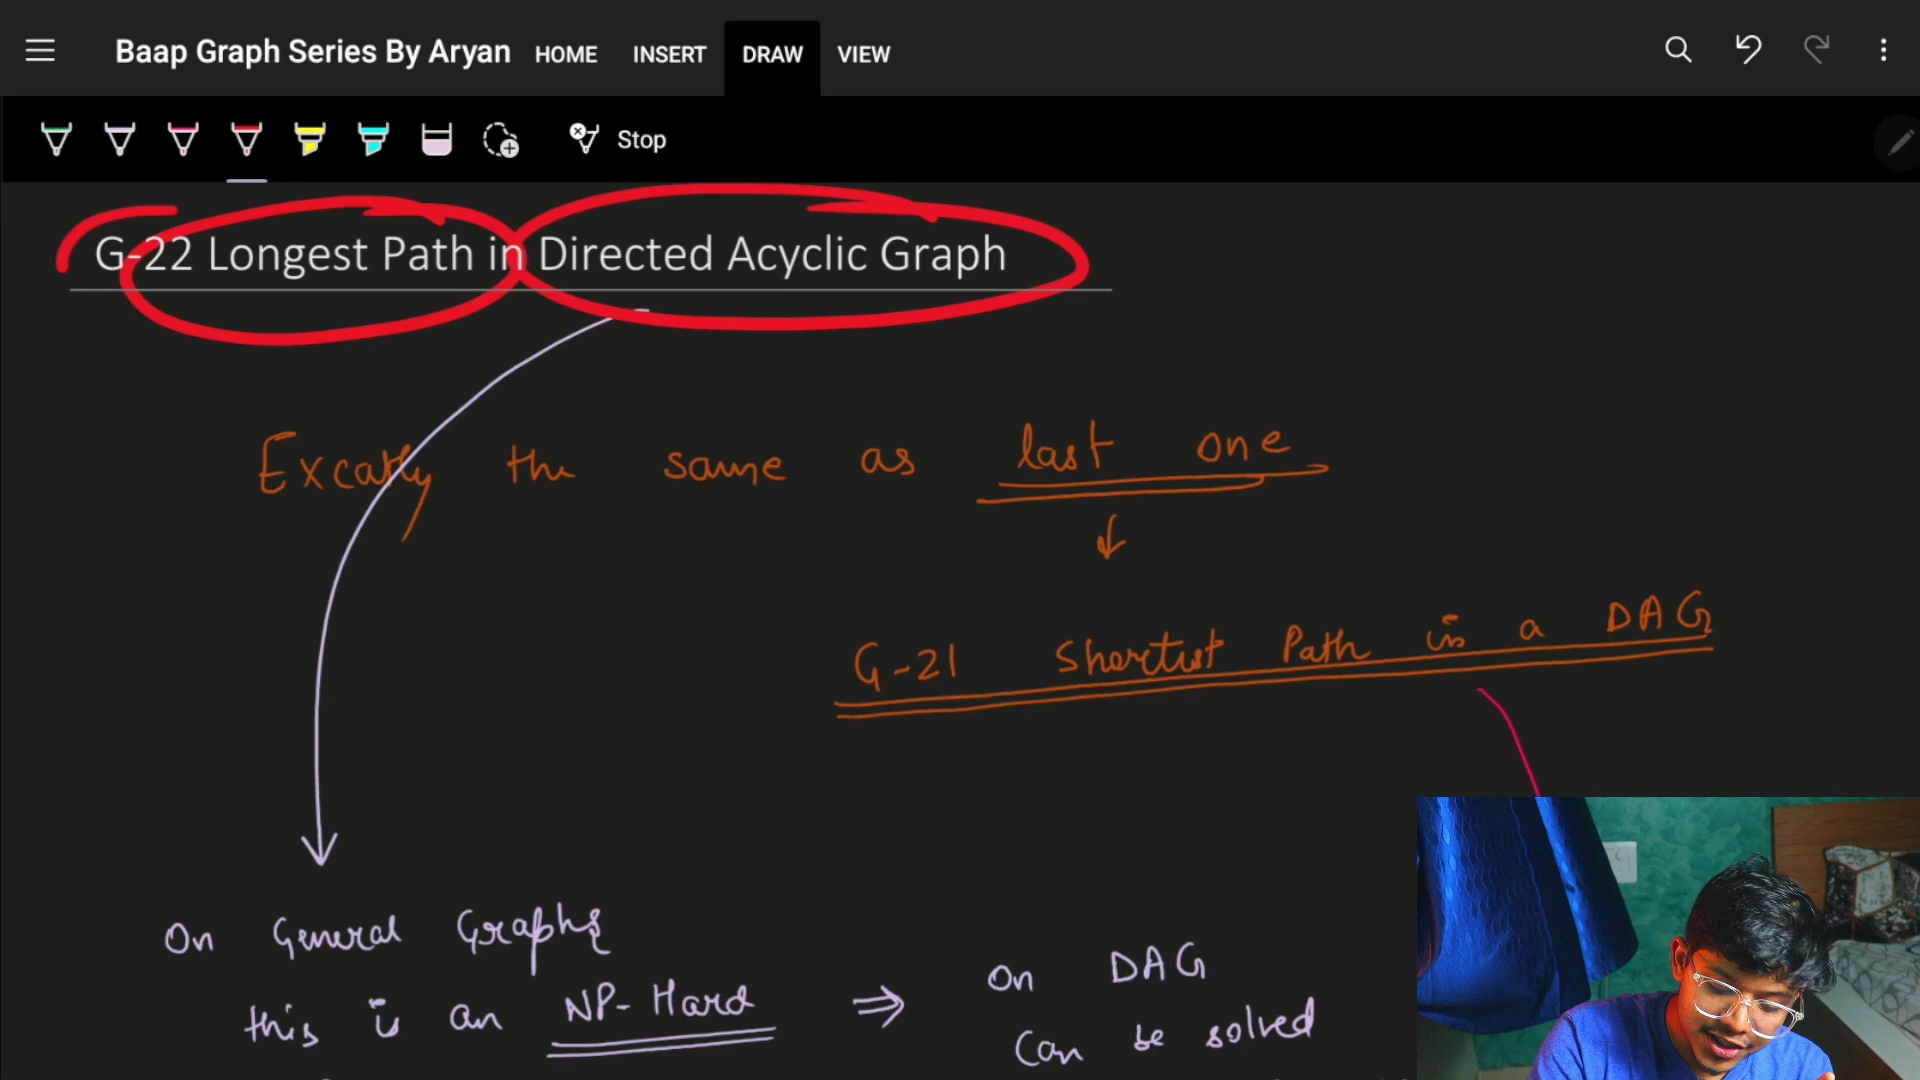 Baap Graph Series By Aryan HOME INSERT DRAW VIEW
Stop
G-22 Longest Path in Directed Acyclic Graph
Excatly the same as last one
G-21 Shortest Path in a DAG
On General Graphs
this is an NP-Hard ⇒ On DAG
Can be solved